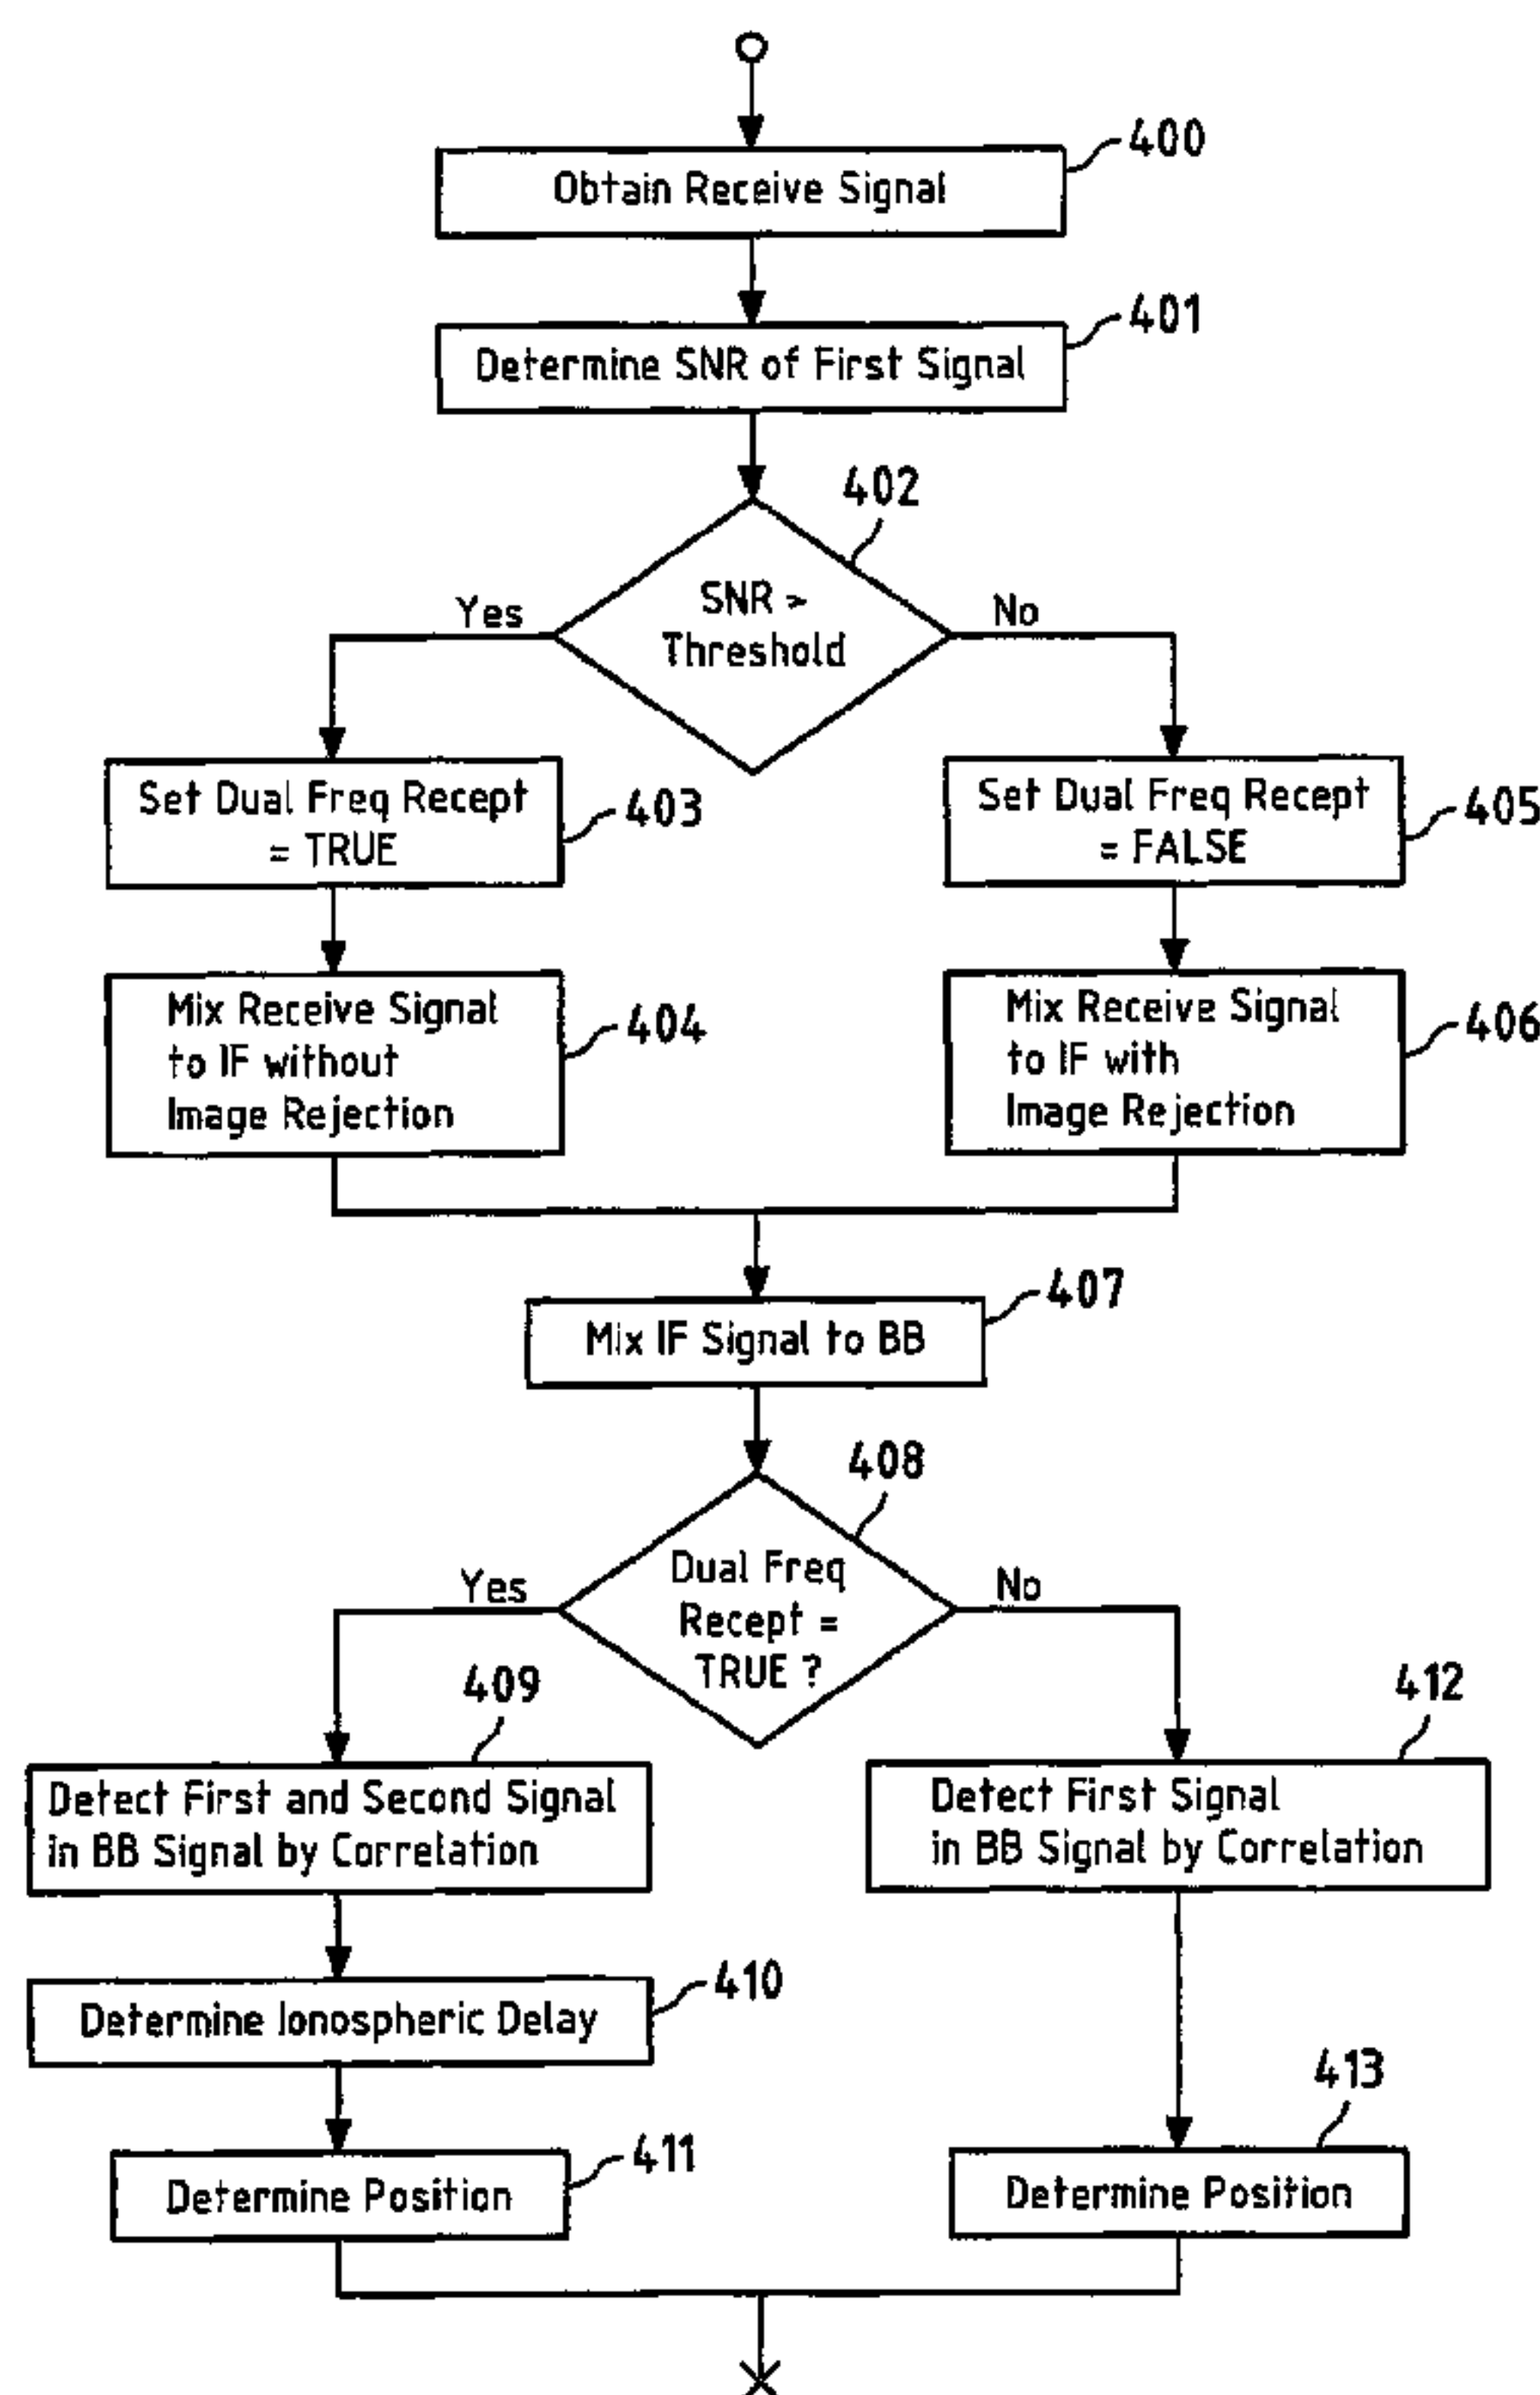 400
Obtain Receive Signal
401
Determine SNR of First Signal
402
SNR >
Threshold
Yes
No
Set Dual Freq Recept
= TRUE
403
Set Dual Freq Recept
= FALSE
405
Mix Receive Signal
to IF without
Image Rejection
404
Mix Receive Signal
to IF with
Image Rejection
406
407
Mix IF Signal to BB
408
Dual Freq
Recept =
TRUE ?
Yes
No
409
Detect First and Second Signal
in BB Signal by Correlation
412
Detect First Signal
in BB Signal by Correlation
410
Determine Ionospheric Delay
411
Determine Position
413
Determine Position